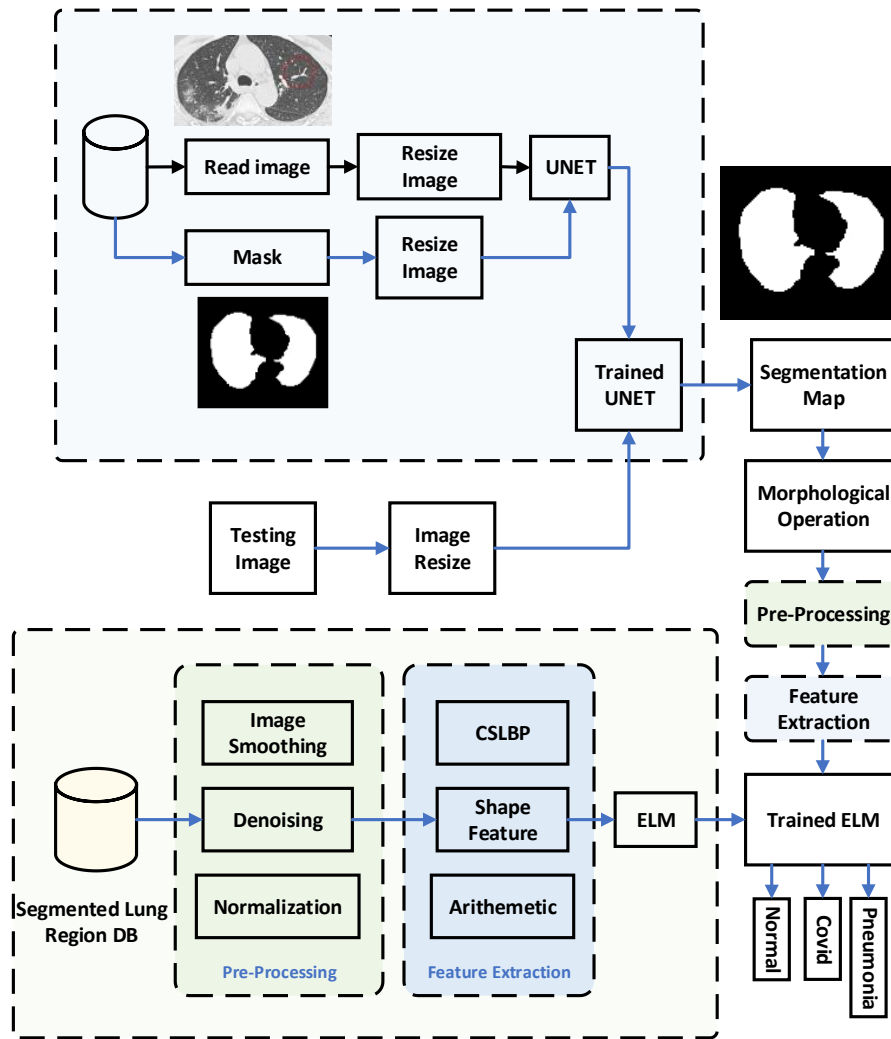 Read image
Resize
Image
UNET
Mask
Resize
Image
Trained
UNET
Segmentation
Map
Testing
Image
Image
Resize
Morphological
Operation
Pre-Processing
Feature
Extraction
Image
Smoothing
CSLBP
Denoising
Shape
Feature
ELM
Trained ELM
Segmented Lung
Region DB
Normalization
Arithemetic
Pre-Processing
Feature Extraction
Normal
Covid
Pneumonia